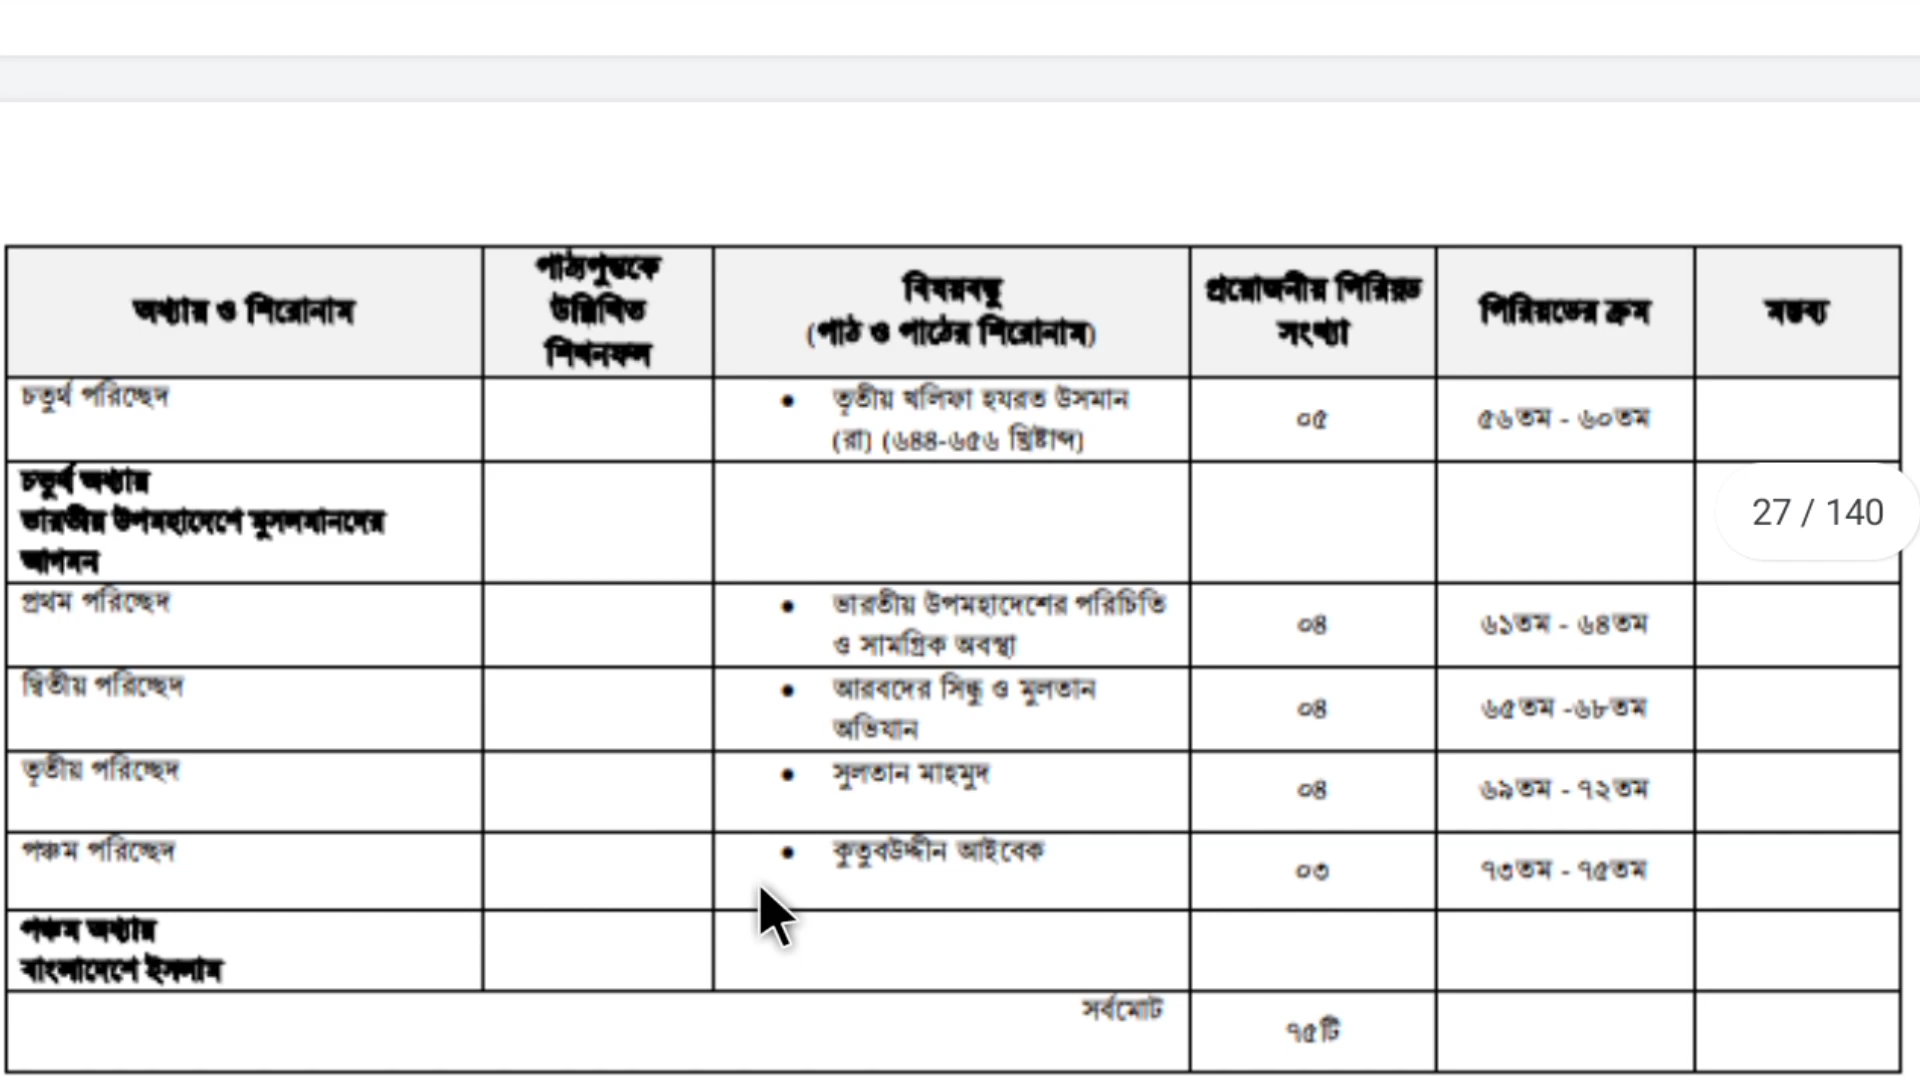 অধ্যায় ও শিরোনাম
পাঠ্যপুস্তকে
উল্লিখিত
শিখনফল
বিষয়বস্তু
(পাঠ ও পাঠের শিরোনাম)
প্রয়োজনীয় পিরিয়ড
সংখ্যা
পিরিয়ডের ক্রম
মন্তব্য
চতুর্থ পরিচ্ছেদ
• তৃতীয় খলিফা হযরত উসমান
(রা) (৬৪৪-৬৫৬ খ্রিষ্টাব্দ)
০৫
৫৬তম - ৬০তম
চতুর্থ অধ্যায়
ভারতীয় উপমহাদেশে মুসলমানদের
আগমন
27 / 140
প্রথম পরিচ্ছেদ
• ভারতীয় উপমহাদেশের পরিচিতি
ও সামগ্রিক অবস্থা
০৪
৬১তম - ৬৪তম
দ্বিতীয় পরিচ্ছেদ
• আরবদের সিন্ধু ও মুলতান
অভিযান
০৪
৬৫তম -৬৮তম
তৃতীয় পরিচ্ছেদ
• সুলতান মাহমুদ
০৪
৬৯তম - ৭২তম
পঞ্চম পরিচ্ছেদ
• কুতুবউদ্দীন আইবেক
০৩
৭৩তম - ৭৫তম
পঞ্চম অধ্যায়
বাংলাদেশে ইসলাম
সর্বমোট
৭৫টি